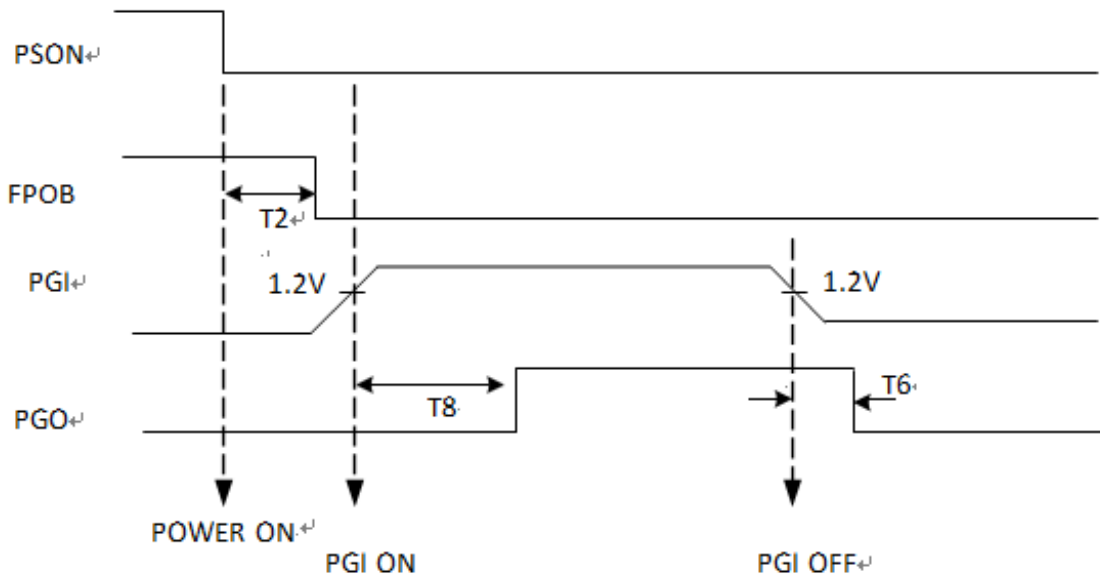 PSON↵
FPOB
T2↵
PGI↵
1.2V
1.2V
T8
T6
PGO↵
POWER ON↵
PGI ON
PGI OFF↵